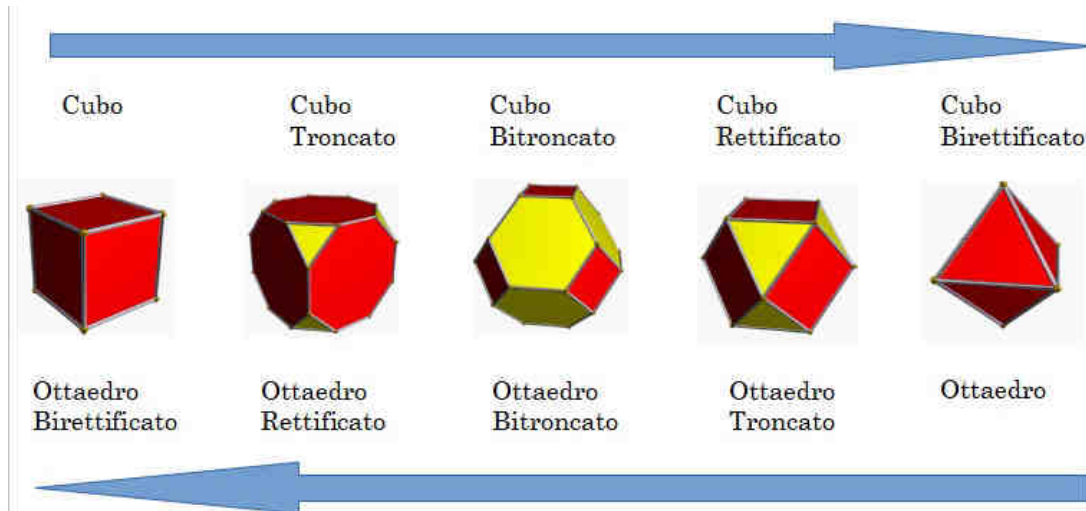 Cubo
Cubo
Troncato
Cubo
Bitroncato
Cubo
Rettificato
Cubo
Birettificato
Ottaedro
Birettificato
Ottaedro
Rettificato
Ottaedro
Bitroncato
Ottaedro
Troncato
Ottaedro